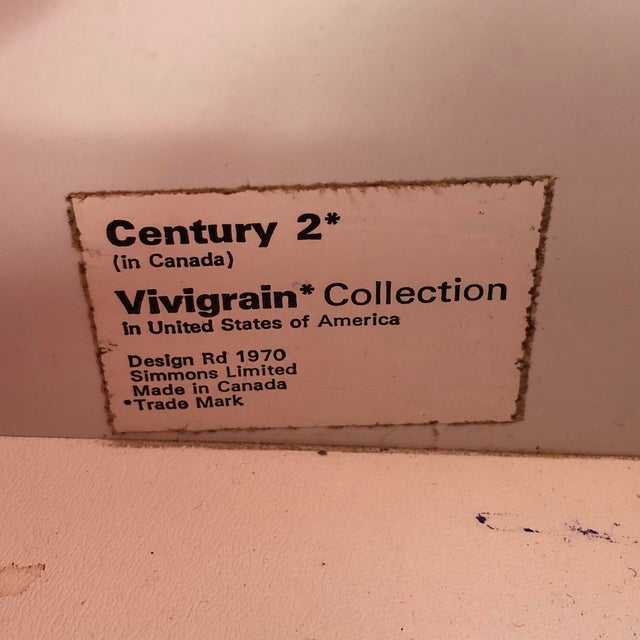 Century 2*
(in Canada)
Vivigrain* Collection
in United States of America
Design Rd 1970
Simmons Limited
Made in Canada
*Trade Mark